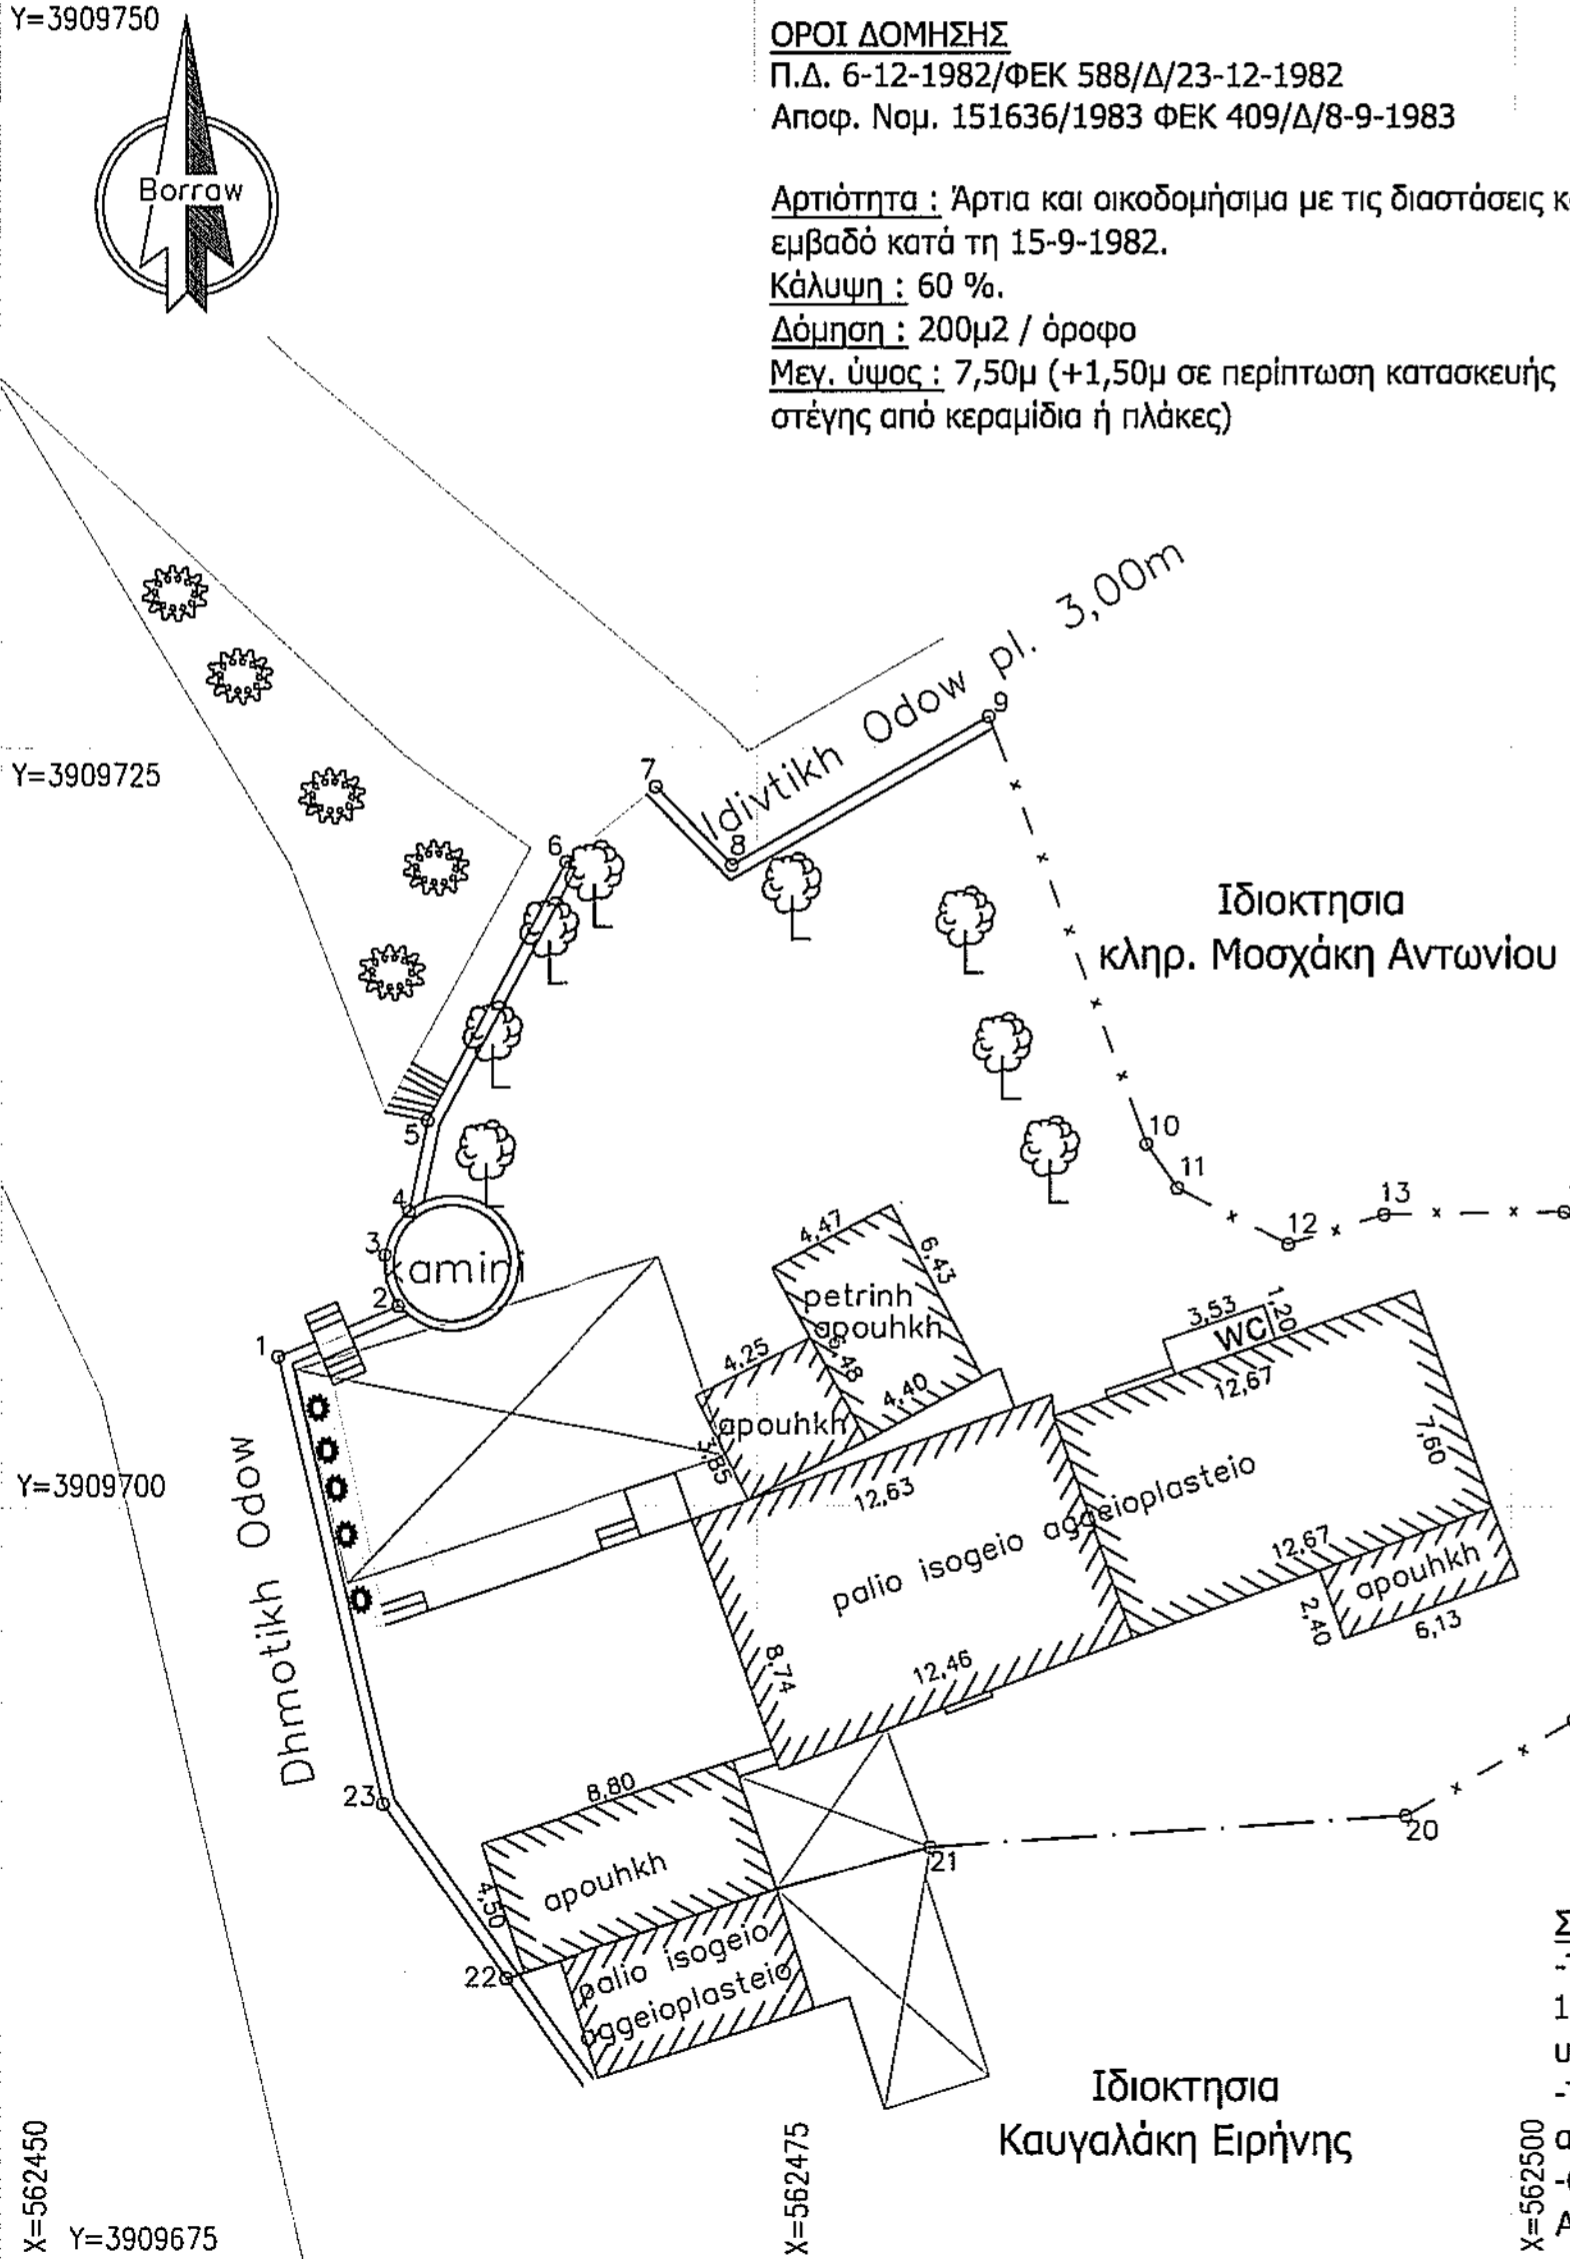 Y=3909750
Borraw
ΟΡΟΙ ΔΟΜΗΣΗΣ
Π.Δ. 6-12-1982/ΦΕΚ 588/Δ/23-12-1982
Αποφ. Νομ. 151636/1983 ΦΕΚ 409/Δ/8-9-1983
Αρτιότητα : Άρτια και οικοδομήσιμα με τις διαστάσεις
εμβαδό κατά τη 15-9-1982.
Κάλυψη : 60 %.
Δόμηση : 200μ2 / όροφο
Μεγ. ύψος : 7,50μ (+1,50μ σε περίπτωση κατασκευής
στέγης από κεραμίδια ή πλάκες)
Idivtikh Odow pl. 3,00m
9
Y=3909725
7
8
6
Ιδιοκτησια
κληρ. Μοσχάκη Αντωνίου
5
10
11
4
13
12
3
kamini
2
1
4,47
6,43
petrinh
apouhkh
6,48
4,40
4,25
apouhkh
3,85
3,53
1,20
WC
12,67
7,60
Y=3909700
Dhmotikh Odow
12,63
palio isogeio aggeioplasteio
12,67
apouhkh
2,40
6,13
8,74
12,46
23
8,80
apouhkh
4,50
20
21
22
palio isogeio
aggeioplasteio
Ιδιοκτησια
Καυγαλάκη Ειρήνης
X=562450
Y=3909675
X=562475
X=562500